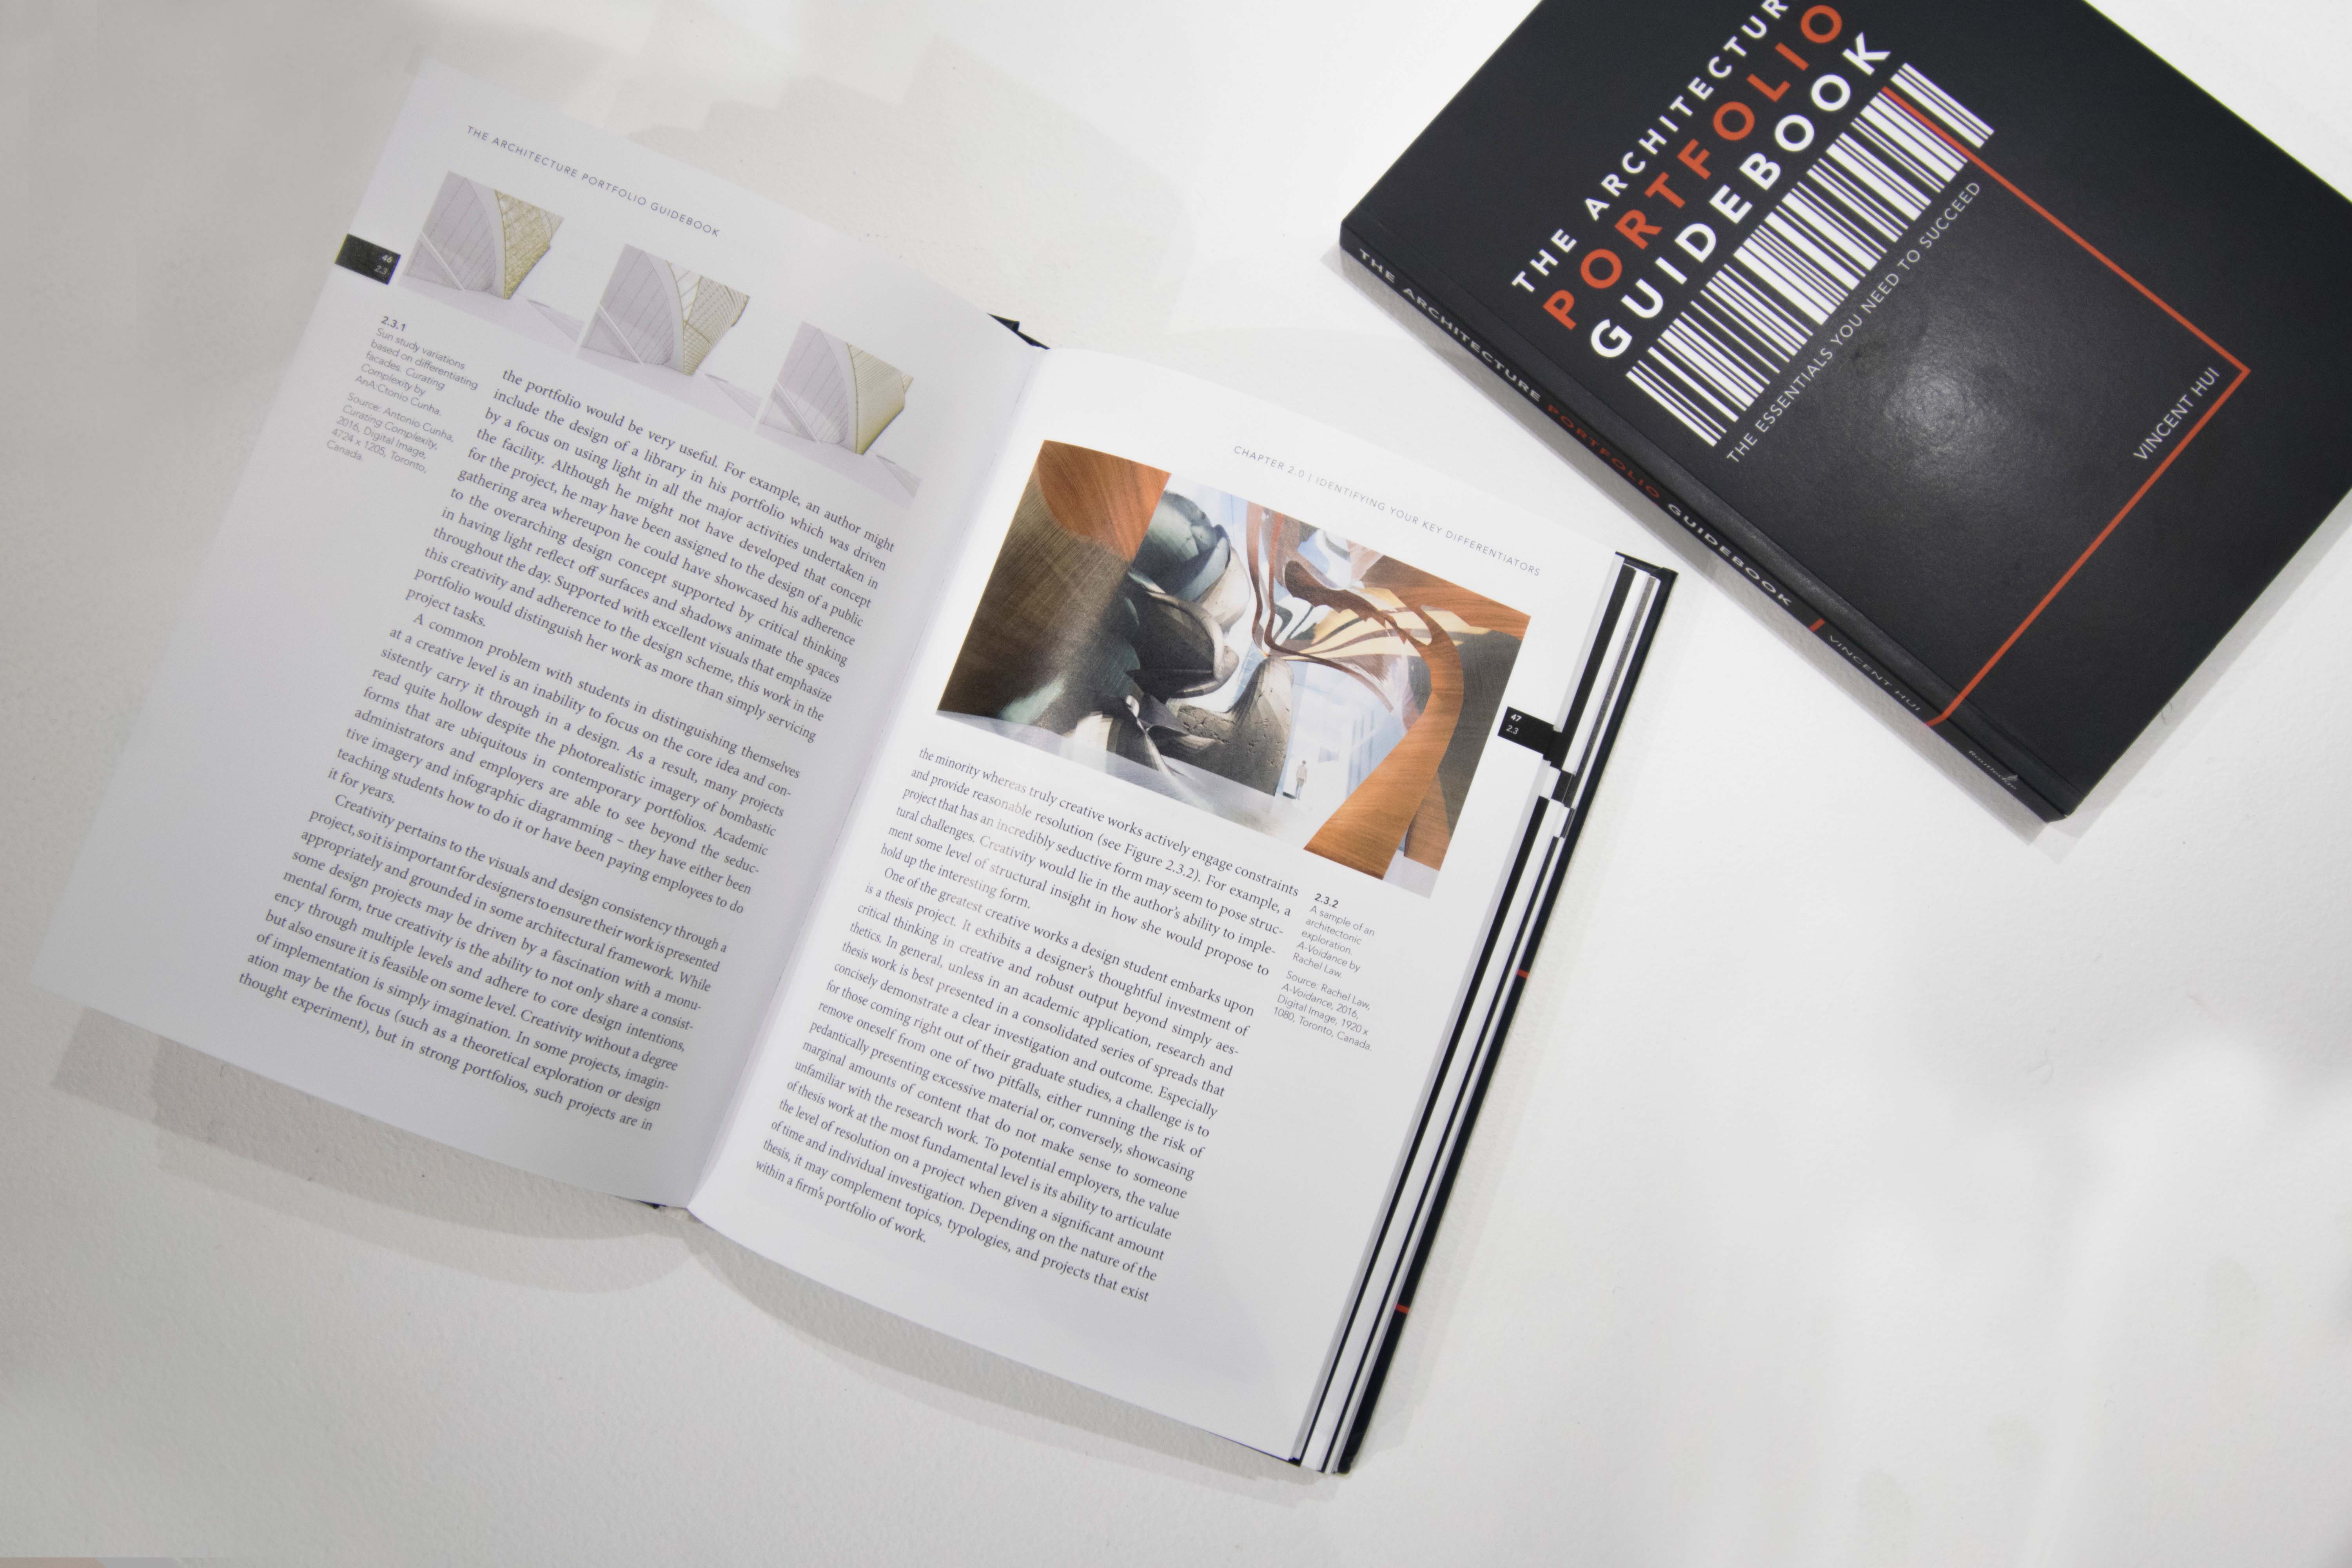 THE ARCHITECTURE PORTFOLIO GUIDEBOOK
46
2.3
2.3.1
Sun study variations
based on differentiating
facades. Curating
Complexity by
AnA:Ctonio Cunha.
Source: Antonio Cunha,
Curating Complexity,
2016, Digital Image,
4724 x 1205, Toronto,
Canada.
the portfolio would be very useful. For example, an author might
include the design of a library in his portfolio which was driven
by a focus on using light in all the major activities undertaken in
the facility. Although he might not have developed that concept
for the project, he may have been assigned to the design of a public
gathering area whereupon he could have showcased his adherence
to the overarching design concept supported by critical thinking
in having light reflect off surfaces and shadows animate the spaces
throughout the day. Supported with excellent visuals that emphasize
this creativity and adherence to the design scheme, this work in the
portfolio would distinguish her work as more than simply servicing
project tasks.
A common problem with students in distinguishing themselves
at a creative level is an inability to focus on the core idea and con-
sistently carry it through in a design. As a result, many projects
read quite hollow despite the photorealistic imagery of bombastic
forms that are ubiquitous in contemporary portfolios. Academic
administrators and employers are able to see beyond the seduc-
tive imagery and infographic diagramming – they have either been
teaching students how to do it or have been paying employees to do
it for years.
Creativity pertains to the visuals and design consistency through a
project, so it is important for designers to ensure their work is presented
appropriately and grounded in some architectural framework. While
some design projects may be driven by a fascination with a monu-
mental form, true creativity is the ability to not only share a consist-
ency through multiple levels and adhere to core design intentions,
but also ensure it is feasible on some level. Creativity without a degree
of implementation is simply imagination. In some projects, imagin-
ation may be the focus (such as a theoretical exploration or design
thought experiment), but in strong portfolios, such projects are in
CHAPTER 2.0 | IDENTIFYING YOUR KEY DIFFERENTIATORS
47
2.3
the minority whereas truly creative works actively engage constraints
and provide reasonable resolution (see Figure 2.3.2). For example, a
project that has an incredibly seductive form may seem to pose struc-
tural challenges. Creativity would lie in the author's ability to imple-
ment some level of structural insight in how she would propose to
hold up the interesting form.
One of the greatest creative works a design student embarks upon
is a thesis project. It exhibits a designer's thoughtful investment of
critical thinking in creative and robust output beyond simply aes-
thetics. In general, unless in an academic application, research and
thesis work is best presented in a consolidated series of spreads that
concisely demonstrate a clear investigation and outcome. Especially
for those coming right out of their graduate studies, a challenge is to
remove oneself from one of two pitfalls, either running the risk of
pedantically presenting excessive material or, conversely, showcasing
marginal amounts of content that do not make sense to someone
unfamiliar with the research work. To potential employers, the value
of thesis work at the most fundamental level is its ability to articulate
the level of resolution on a project when given a significant amount
of time and individual investigation. Depending on the nature of the
thesis, it may complement topics, typologies, and projects that exist
within a firm's portfolio of work.
2.3.2
A sample of an
architectonic
exploration.
A-Voidance by
Rachel Law.
Source: Rachel Law,
A-Voidance, 2016,
Digital Image, 1920 x
1080, Toronto, Canada.
THE ARCHITECTUR
PORTFOLIO
GUIDEBOOK
THE ESSENTIALS YOU NEED TO SUCCEED
VINCENT HUI
THE ARCHITECTURE PORTFOLIO GUIDEBOOK VINCENT HUI